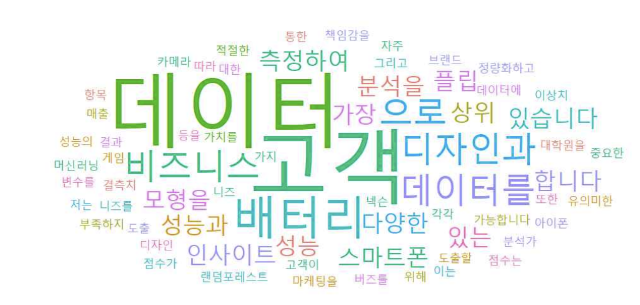 통한 책임감을
적절한 자주
카메라 따라 대한 측정하여 그리고 브랜드 정량화하고
항목 분석을 플립 데이터에 이상치
매출 데이터 가장 으로 상위 있습니다
성능의 결과 등을 가치를 고객 디자인과 대학원을 중요한
머신러닝 게임 비즈니스 가지
변수를 결측치 모형을 니즈 데이터를 합니다
저는 니즈를 배터리 넥슨 각각 또한 유의미한
부족하지 도출 성능과 다양한 가능합니다 아이폰
디자인 인사이트 성능 있는 분석가
점수가 고객이 스마트폰 도출할 점수는
랜덤포레스트 마케팅을 버즈를 위해 이는